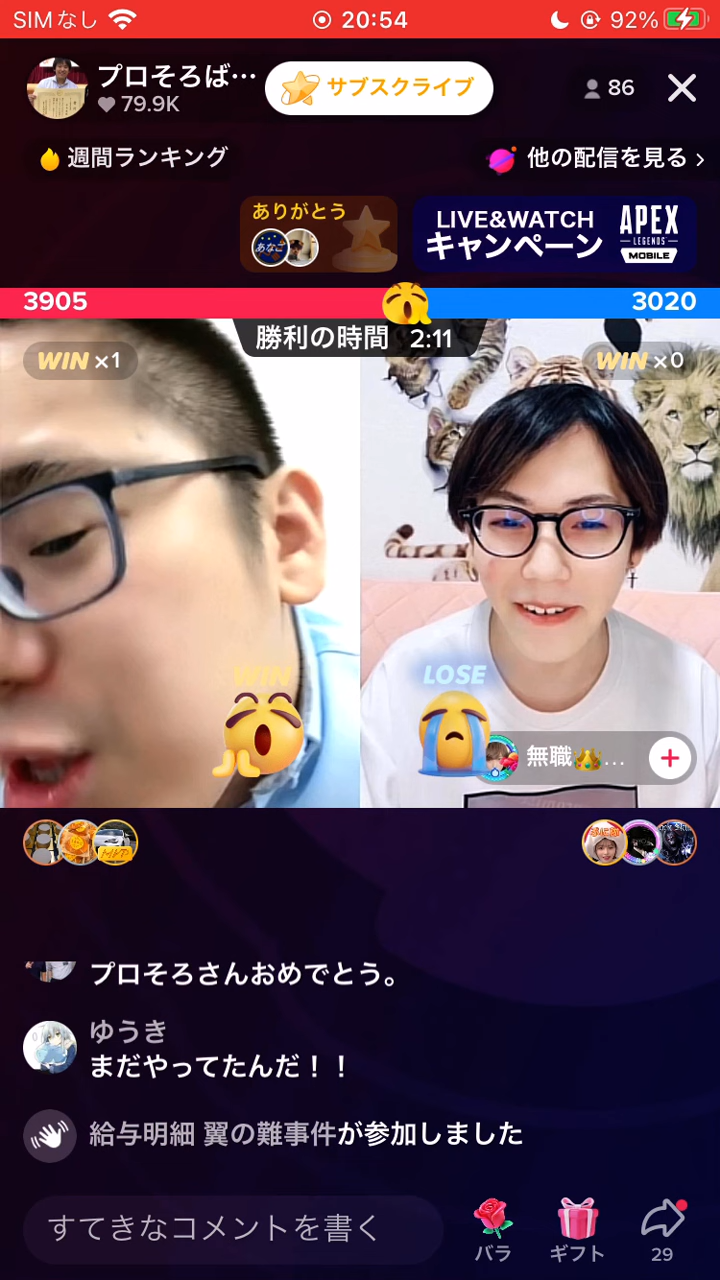 SIMなし 20:54 92%
プロそろば… サブスクライブ 86
79.9K
週間ランキング 他の配信を見る
ありがとう LIVE&WATCH APEX
キャンペーン LEGENDS
MOBILE
あなご
3905 3020
勝利の時間 2:11
WIN ×1 WIN ×0
WIN LOSE
無職...
プロそろさんおめでとう。
ゆうき
まだやってたんだ！！
給与明細 翼の難事件が参加しました
すてきなコメントを書く
バラ ギフト 29